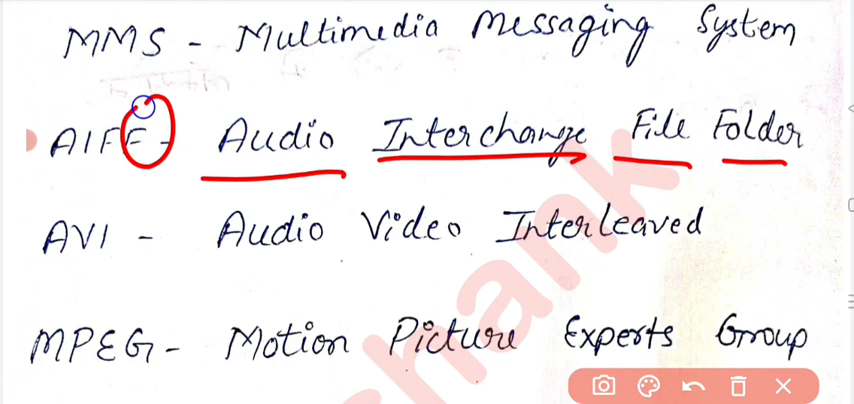 MMS - Multimedia Messaging System
AIFF - Audio Interchange File Folder
AVI - Audio Video Interleaved
MPEG - Motion Picture Experts Group